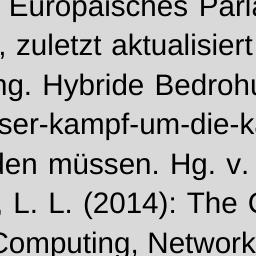 Europäisches Parla
, zuletzt aktualisiert
ng. Hybride Bedrohu
ser-kampf-um-die-ka
den müssen. Hg. v.
, L. L. (2014): The C
Computing, Network